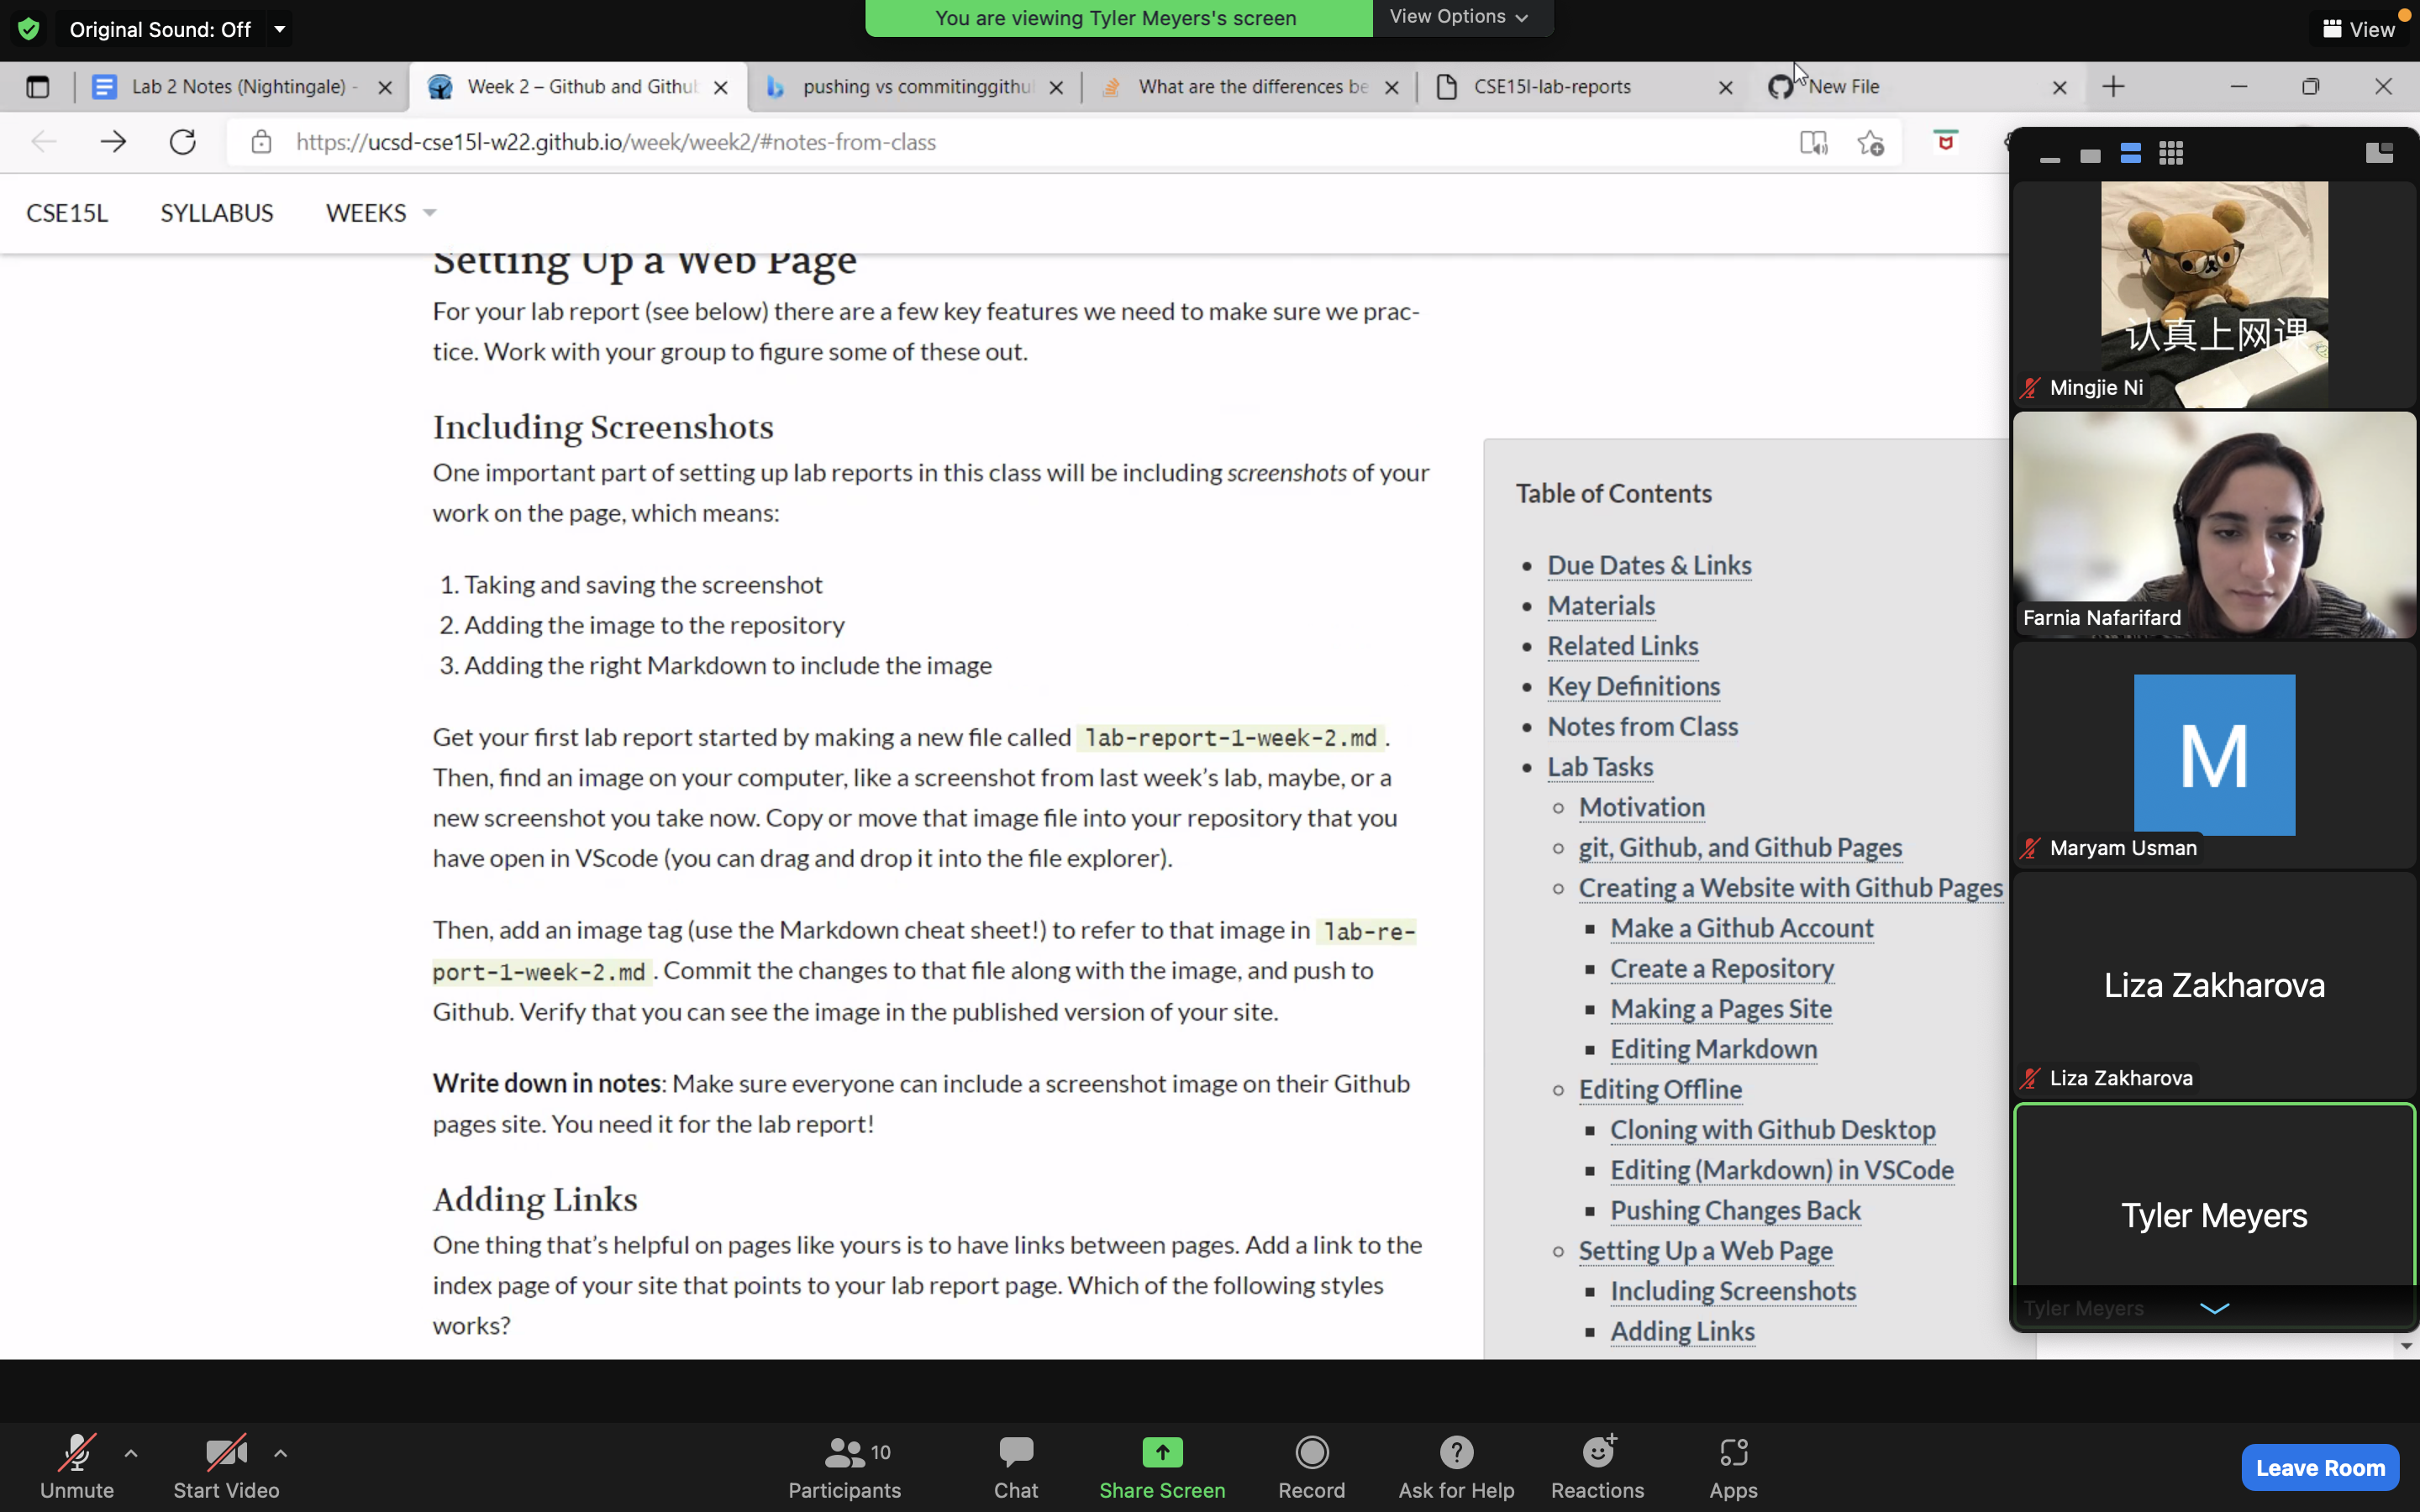 Original Sound: Off
You are viewing Tyler Meyers's screen
View Options
View
Lab 2 Notes (Nightingale) -
Week 2 – Github and Githu
pushing vs commitinggithu
What are the differences be
CSE15l-lab-reports
New File
https://ucsd-cse15l-w22.github.io/week/week2/#notes-from-class
CSE15L
SYLLABUS
WEEKS
Setting Up a Web Page
For your lab report (see below) there are a few key features we need to make sure we prac-
tice. Work with your group to figure some of these out.
Including Screenshots
One important part of setting up lab reports in this class will be including screenshots of your
work on the page, which means:
1. Taking and saving the screenshot
2. Adding the image to the repository
3. Adding the right Markdown to include the image
Get your first lab report started by making a new file called lab-report-1-week-2.md.
Then, find an image on your computer, like a screenshot from last week's lab, maybe, or a
new screenshot you take now. Copy or move that image file into your repository that you
have open in VScode (you can drag and drop it into the file explorer).
Then, add an image tag (use the Markdown cheat sheet!) to refer to that image in lab-re-
port-1-week-2.md. Commit the changes to that file along with the image, and push to
Github. Verify that you can see the image in the published version of your site.
Write down in notes: Make sure everyone can include a screenshot image on their Github
pages site. You need it for the lab report!
Adding Links
One thing that's helpful on pages like yours is to have links between pages. Add a link to the
index page of your site that points to your lab report page. Which of the following styles
works?
Table of Contents
Due Dates & Links
Materials
Related Links
Key Definitions
Notes from Class
Lab Tasks
Motivation
git, Github, and Github Pages
Creating a Website with Github Pages
Make a Github Account
Create a Repository
Making a Pages Site
Editing Markdown
Editing Offline
Cloning with Github Desktop
Editing (Markdown) in VSCode
Pushing Changes Back
Setting Up a Web Page
Including Screenshots
Adding Links
认真上网课
Mingjie Ni
Farnia Nafarifard
M
Maryam Usman
Liza Zakharova
Liza Zakharova
Tyler Meyers
Tyler Meyers
Unmute
Start Video
10
Participants
Chat
Share Screen
Record
Ask for Help
Reactions
Apps
Leave Room